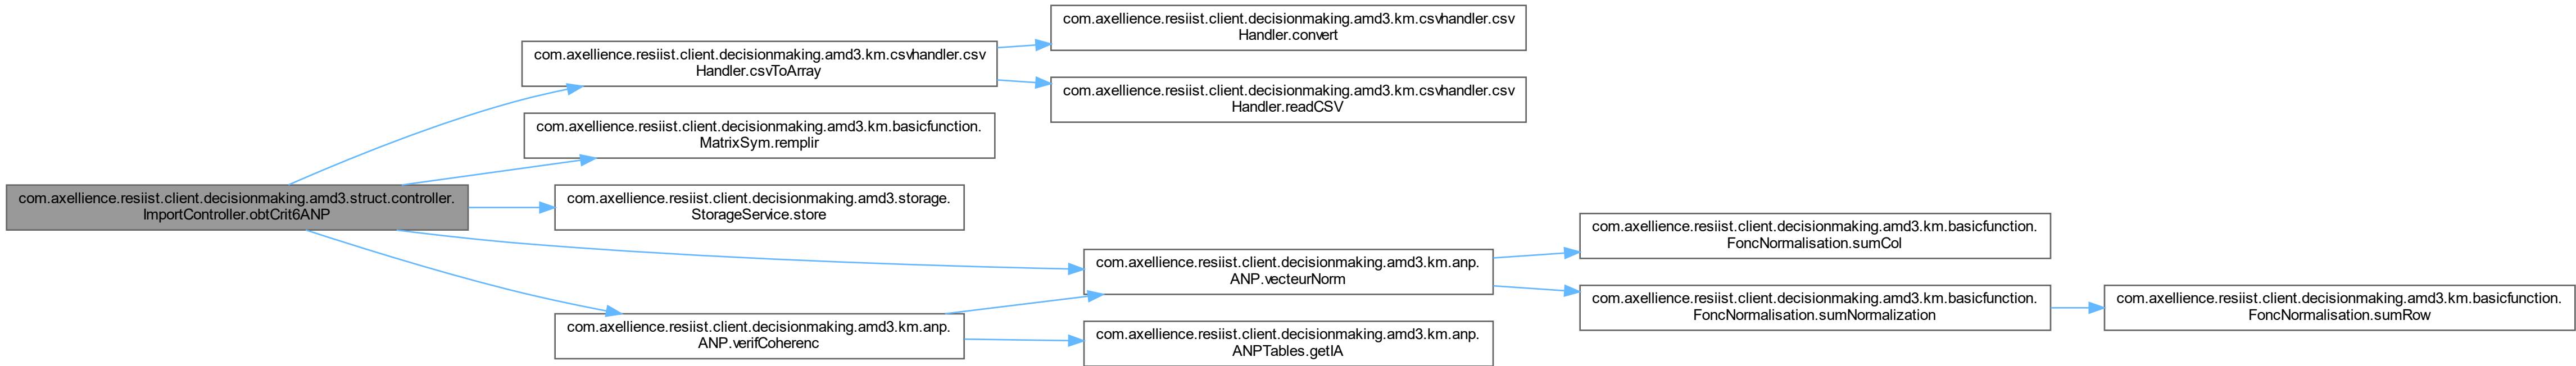 com.axellience.resiist.client.decisionmaking.amd3.struct.controller.
ImportController.obtCrit6ANP
com.axellience.resiist.client.decisionmaking.amd3.km.csvhandler.csv
Handler.csvToArray
com.axellience.resiist.client.decisionmaking.amd3.km.csvhandler.csv
Handler.convert
com.axellience.resiist.client.decisionmaking.amd3.km.csvhandler.csv
Handler.readCSV
com.axellience.resiist.client.decisionmaking.amd3.km.basicfunction.
MatrixSym.remplir
com.axellience.resiist.client.decisionmaking.amd3.storage.
StorageService.store
com.axellience.resiist.client.decisionmaking.amd3.km.anp.
ANP.vecteurNorm
com.axellience.resiist.client.decisionmaking.amd3.km.basicfunction.
FoncNormalisation.sumCol
com.axellience.resiist.client.decisionmaking.amd3.km.basicfunction.
FoncNormalisation.sumNormalization
com.axellience.resiist.client.decisionmaking.amd3.km.basicfunction.
FoncNormalisation.sumRow
com.axellience.resiist.client.decisionmaking.amd3.km.anp.
ANP.verifCoherenc
com.axellience.resiist.client.decisionmaking.amd3.km.anp.
ANPTables.getIA